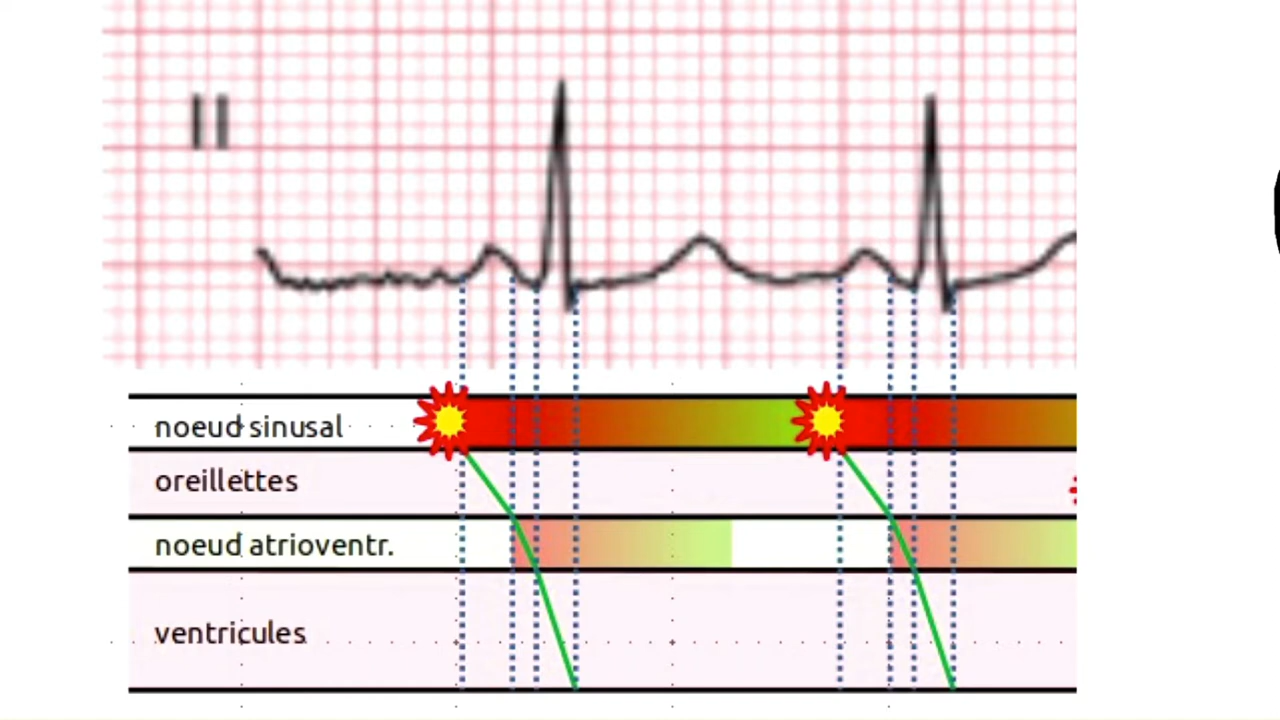 II
noeud sinusal
oreillettes
noeud atrioventr.
ventricules